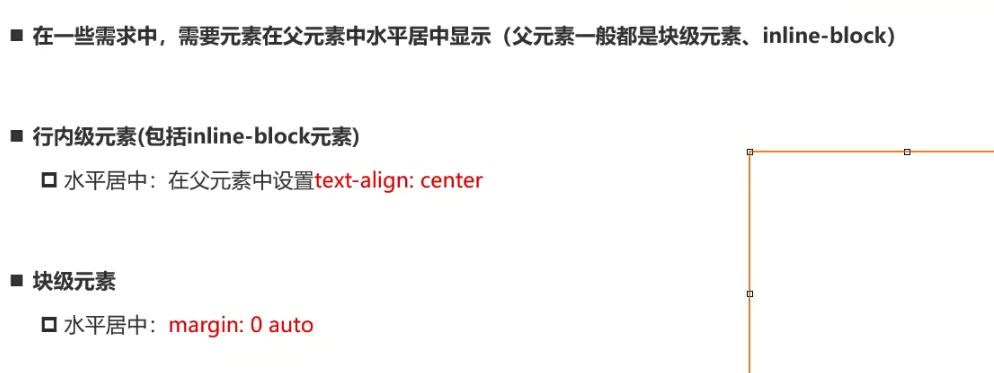 在一些需求中，需要元素在父元素中水平居中显示（父元素一般都是块级元素、inline-block）
行内级元素(包括inline-block元素)
水平居中：在父元素中设置text-align: center
块级元素
水平居中：margin: 0 auto